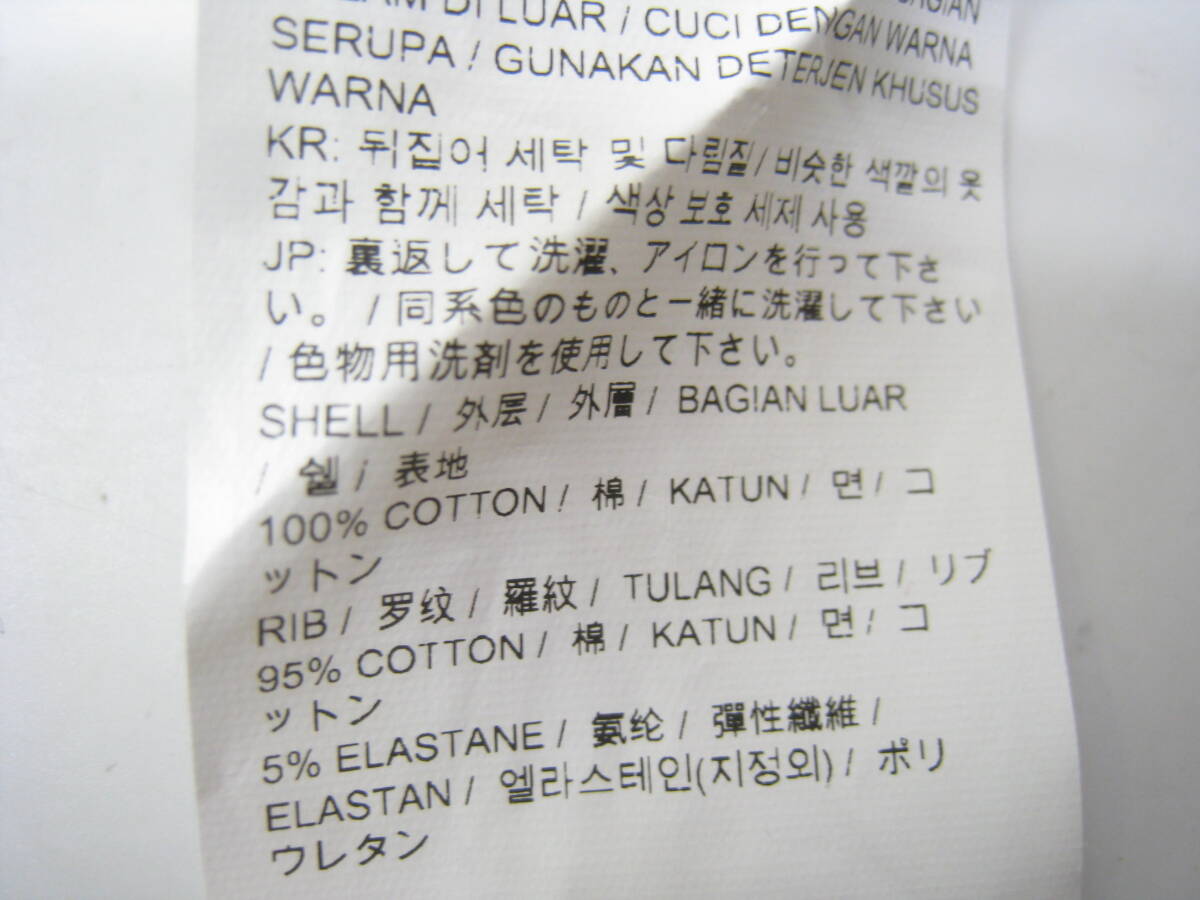 DI LUAR / CUCI DENGAN WARNA
SERUPA / GUNAKAN DETERJEN KHUSUS
WARNA
KR: 뒤집어 세탁 및 다림질/ 비슷한 색깔의 옷
감과 함께 세탁 / 색상 보호 세제 사용
JP: 裏返して洗濯、アイロンを行って下さ
い。 / 同系色のものと一緒に洗濯して下さい
/ 色物用洗剤を使用して下さい。
SHELL / 外层 / 外層 / BAGIAN LUAR
/ 쉘 / 表地
100% COTTON / 棉 / KATUN / 면 / コ
ットン
RIB / 罗纹 / 羅紋 / TULANG / 리브 / リブ
95% COTTON / 棉 / KATUN / 면 / コ
ットン
5% ELASTANE / 氨纶 / 彈性纖維 /
ELASTAN / 엘라스테인(지정외) / ポリ
ウレタン